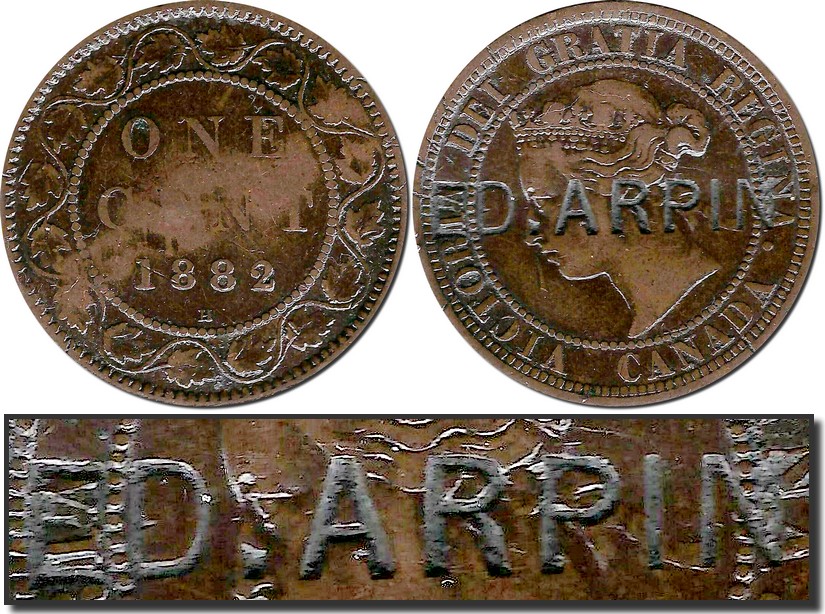 ONE
CENT
1882
H
VICTORIA DEI GRATIA REGINA.
CANADA
ED. ARPIN
ED. ARPIN